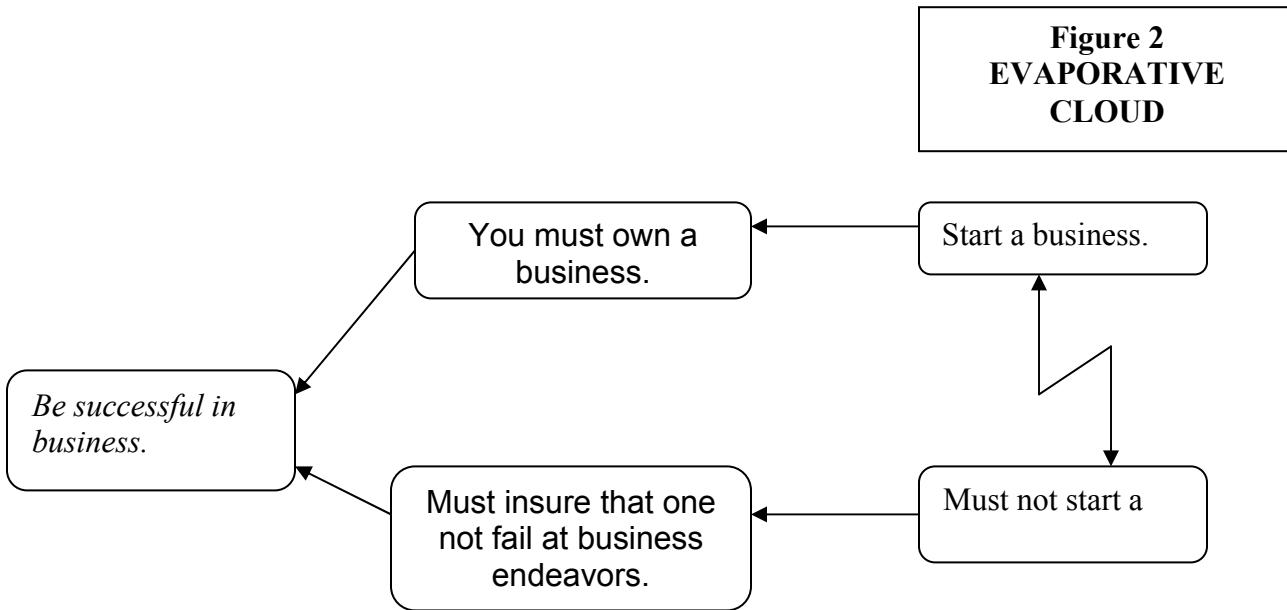 Figure 2
EVAPORATIVE
CLOUD
You must own a
business.
Start a business.
Be successful in
business.
Must insure that one
not fail at business
endeavors.
Must not start a